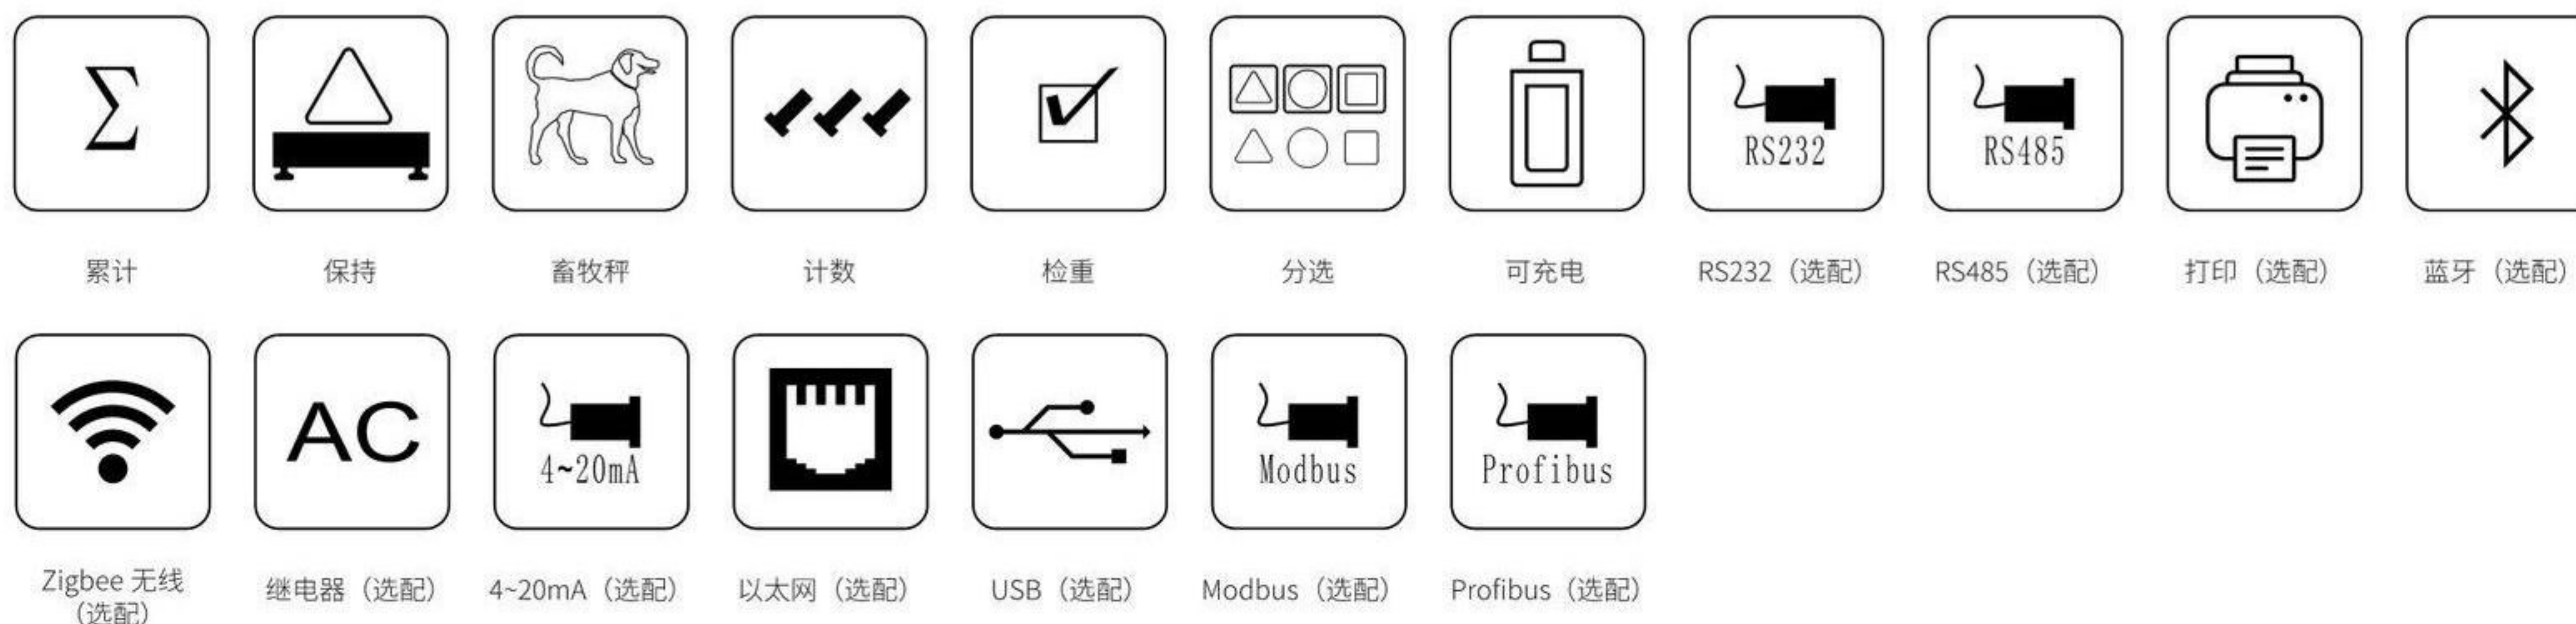 Σ
RS232
RS485
累计
保持
畜牧秤
计数
检重
分选
可充电
RS232（选配）
RS485（选配）
打印（选配）
蓝牙（选配）
AC
4~20mA
Modbus
Profibus
Zigbee 无线
（选配）
继电器（选配）
4~20mA（选配）
以太网（选配）
USB（选配）
Modbus（选配）
Profibus（选配）